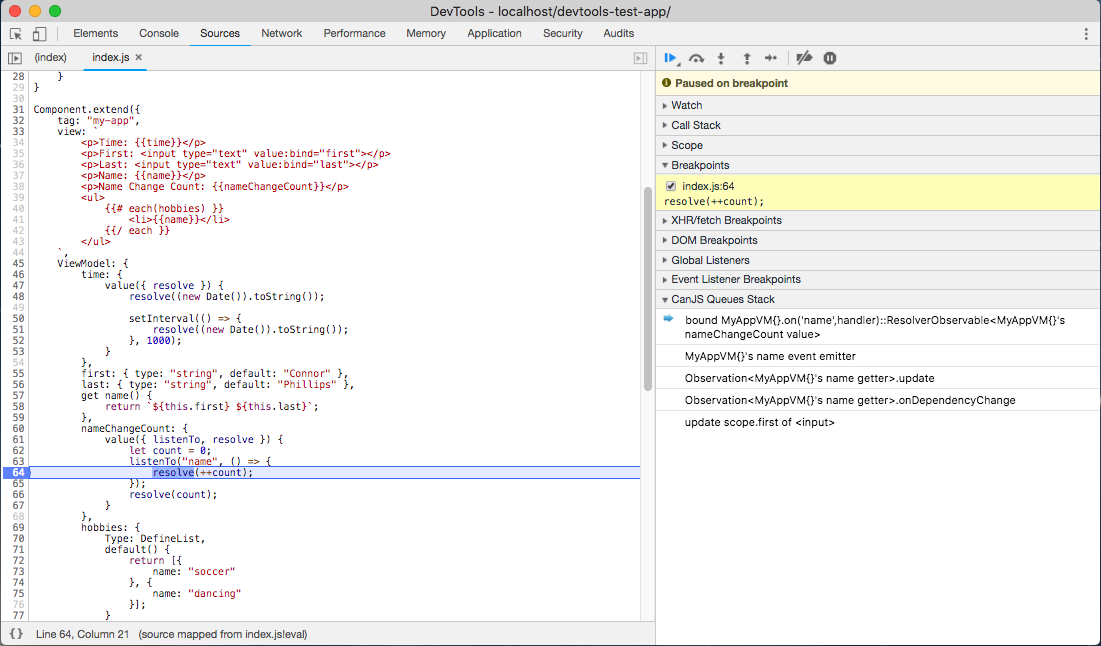 DevTools - localhost/devtools-test-app/
Elements Console Sources Network Performance Memory Application Security Audits
(index) index.js ×
28 }
29 }
30
31 Component.extend({
32 tag: "my-app",
33 view: `
34 <p>Time: {{time}}</p>
35 <p>First: <input type="text" value:bind="first"></p>
36 <p>Last: <input type="text" value:bind="last"></p>
37 <p>Name: {{name}}</p>
38 <p>Name Change Count: {{nameChangeCount}}</p>
39 <ul>
40 {{# each(hobbies) }}
41 <li>{{name}}</li>
42 {{/ each }}
43 </ul>
44 `,
45 ViewModel: {
46 time: {
47 value({ resolve }) {
48 resolve((new Date()).toString());
49
50 setInterval(() => {
51 resolve((new Date()).toString());
52 }, 1000);
53 }
54 },
55 first: { type: "string", default: "Connor" },
56 last: { type: "string", default: "Phillips" },
57 get name() {
58 return `${this.first} ${this.last}`;
59 },
60 nameChangeCount: {
61 value({ listenTo, resolve }) {
62 let count = 0;
63 listenTo("name", () => {
64 resolve(++count);
65 });
66 resolve(count);
67 }
68 },
69 hobbies: {
70 Type: DefineList,
71 default() {
72 return [{
73 name: "soccer"
74 }, {
75 name: "dancing"
76 }];
77 }
{} Line 64, Column 21 (source mapped from index.js!eval)
Paused on breakpoint
Watch
Call Stack
Scope
Breakpoints
index.js:64
resolve(++count);
XHR/fetch Breakpoints
DOM Breakpoints
Global Listeners
Event Listener Breakpoints
CanJS Queues Stack
bound MyAppVM{}.on('name',handler)::ResolverObservable<MyAppVM{}'s
nameChangeCount value>
MyAppVM{}'s name event emitter
Observation<MyAppVM{}'s name getter>.update
Observation<MyAppVM{}'s name getter>.onDependencyChange
update scope.first of <input>